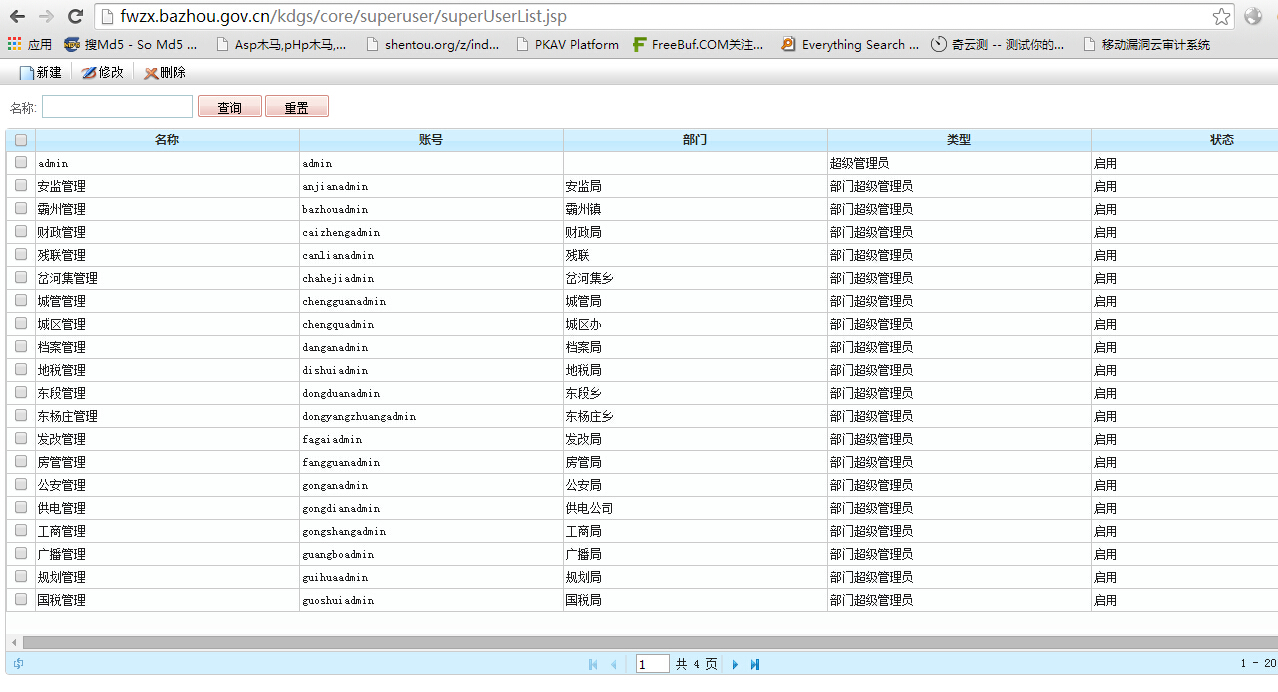 fwzx.bazhou.gov.cn/kdgs/core/superuser/superUserList.jsp
应用 搜Md5 - So Md5 ... Asp木马,pHp木马,... shentou.org/z/ind... PKAV Platform FreeBuf.COM关注... Everything Search ... 奇云测 -- 测试你的... 移动漏洞云审计系统
新建 修改 删除
名称: 查询 重置
名称 账号 部门 类型 状态
admin admin 超级管理员 启用
安监管理 anjianadmin 安监局 部门超级管理员 启用
霸州管理 bazhouadmin 霸州镇 部门超级管理员 启用
财政管理 caizhengadmin 财政局 部门超级管理员 启用
残联管理 canlianadmin 残联 部门超级管理员 启用
岔河集管理 chahejiadmin 岔河集乡 部门超级管理员 启用
城管管理 chengguanadmin 城管局 部门超级管理员 启用
城区管理 chengquadmin 城区办 部门超级管理员 启用
档案管理 danganadmin 档案局 部门超级管理员 启用
地税管理 dishuiadmin 地税局 部门超级管理员 启用
东段管理 dongduanadmin 东段乡 部门超级管理员 启用
东杨庄管理 dongyangzhuangadmin 东杨庄乡 部门超级管理员 启用
发改管理 fagaiadmin 发改局 部门超级管理员 启用
房管管理 fangguanadmin 房管局 部门超级管理员 启用
公安管理 gonganadmin 公安局 部门超级管理员 启用
供电管理 gongdianadmin 供电公司 部门超级管理员 启用
工商管理 gongshangadmin 工商局 部门超级管理员 启用
广播管理 guangboadmin 广播局 部门超级管理员 启用
规划管理 guihuaadmin 规划局 部门超级管理员 启用
国税管理 guoshuiadmin 国税局 部门超级管理员 启用
1 共 4 页 1 - 20